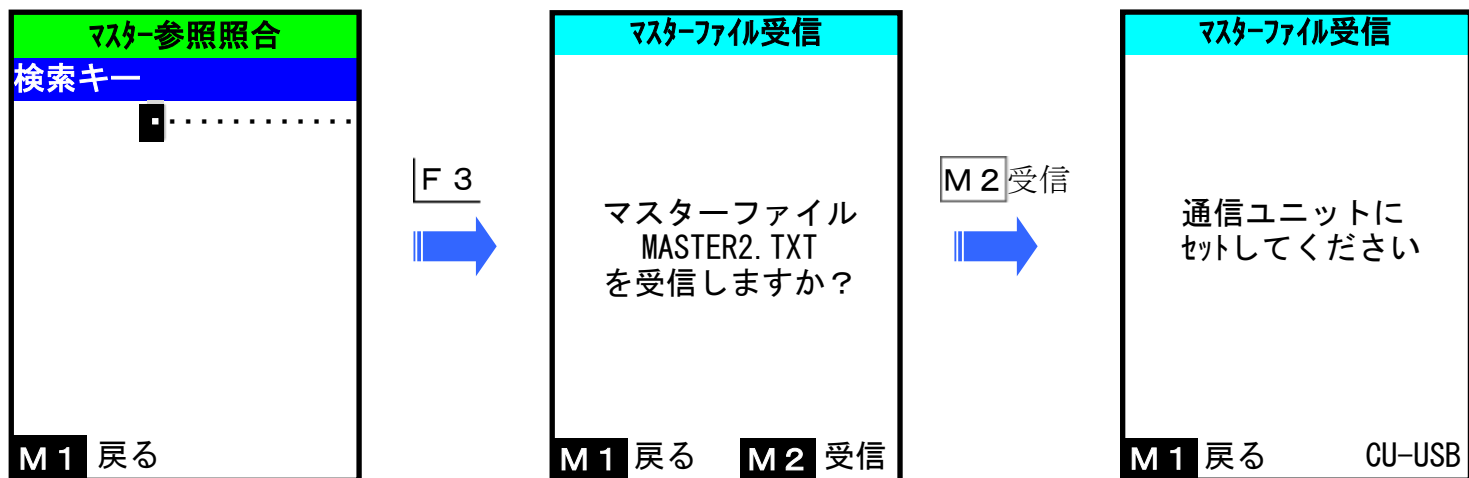 ﾏｽﾀｰ参照照合
検索キー
．．．．．．．．．．．．．
M1 戻る
F3
ﾏｽﾀｰﾌｧｲﾙ受信
マスターファイル
MASTER2.TXT
を受信しますか？
M1 戻る M2 受信
M2受信
ﾏｽﾀｰﾌｧｲﾙ受信
通信ユニットに
ｾｯﾄしてください
M1 戻る CU-USB